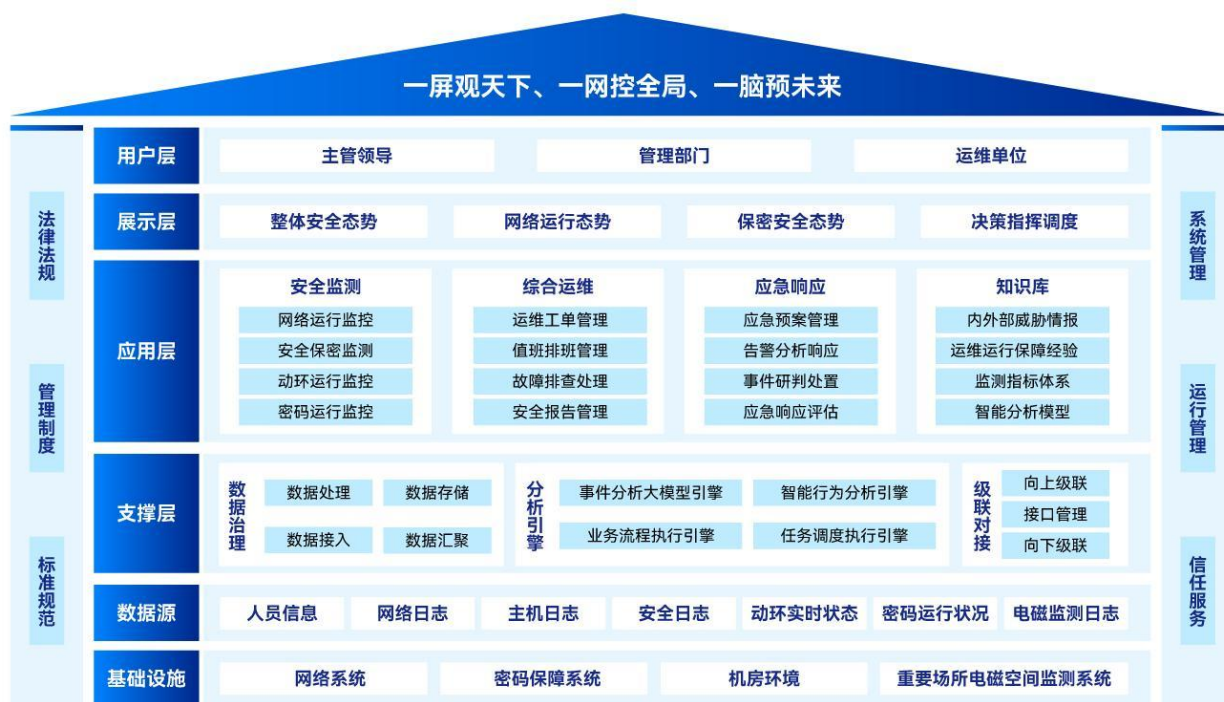 一屏观天下、一网控全局、一脑预未来
法律法规
管理制度
标准规范
用户层
主管领导
管理部门
运维单位
展示层
整体安全态势
网络运行态势
保密安全态势
决策指挥调度
应用层
安全监测
网络运行监控
安全保密监测
动环运行监控
密码运行监控
综合运维
运维工单管理
值班排班管理
故障排查处理
安全报告管理
应急响应
应急预案管理
告警分析响应
事件研判处置
应急响应评估
知识库
内外部威胁情报
运维运行保障经验
监测指标体系
智能分析模型
支撑层
数据治理
数据处理
数据存储
数据接入
数据汇聚
分析引擎
事件分析大模型引擎
智能行为分析引擎
业务流程执行引擎
任务调度执行引擎
级联对接
向上级联
接口管理
向下级联
数据源
人员信息
网络日志
主机日志
安全日志
动环实时状态
密码运行状况
电磁监测日志
基础设施
网络系统
密码保障系统
机房环境
重要场所电磁空间监测系统
系统管理
运行管理
信任服务